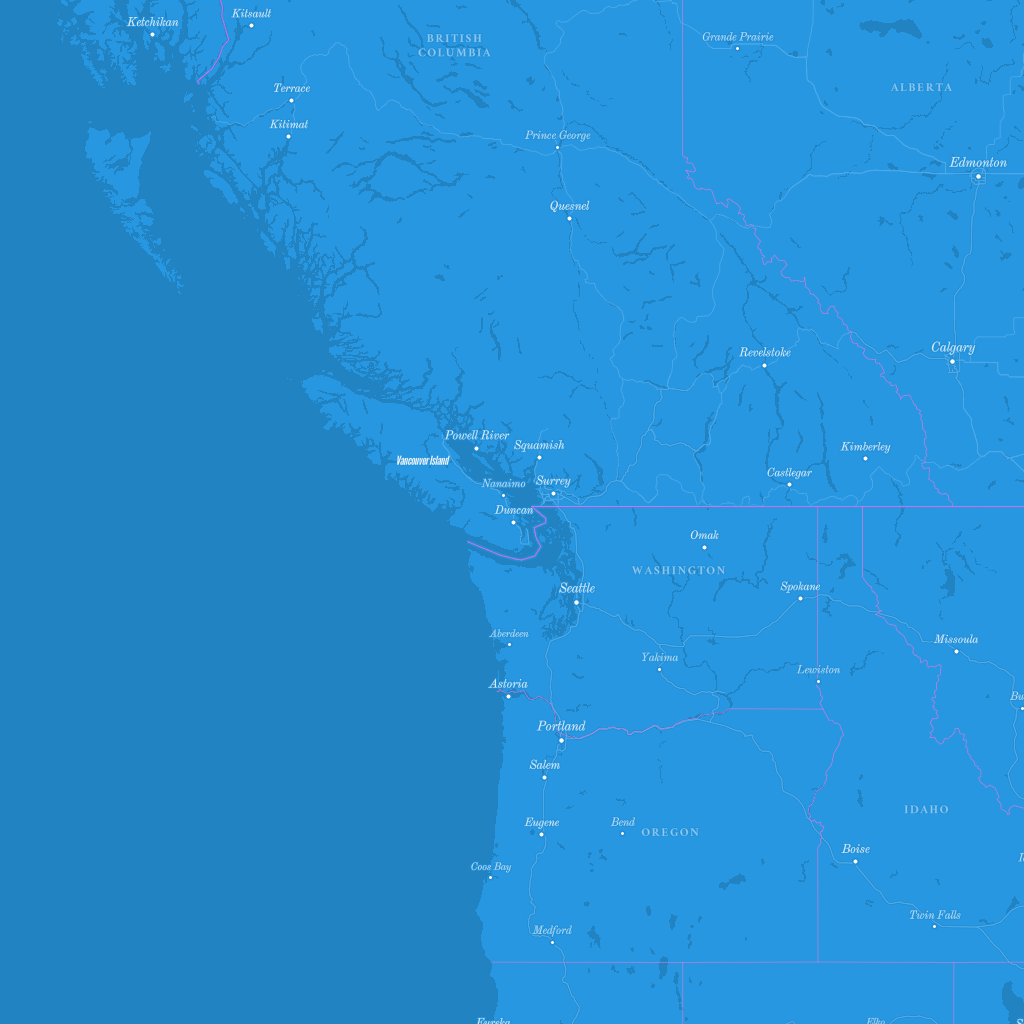 Kitsault
Ketchikan
BRITISH
COLUMBIA
Grande Prairie
ALBERTA
Terrace
Kitimat
Prince George
Edmonton
Quesnel
Calgary
Revelstoke
Powell River
Squamish
Kimberley
Vancouver Island
Castlegar
Nanaimo
Surrey
Duncan
Omak
WASHINGTON
Seattle
Spokane
Aberdeen
Missoula
Yakima
Lewiston
Astoria
Bu
Portland
Salem
IDAHO
Eugene
Bend
OREGON
Boise
Coos Bay
Twin Falls
Medford
Eureka
Elko